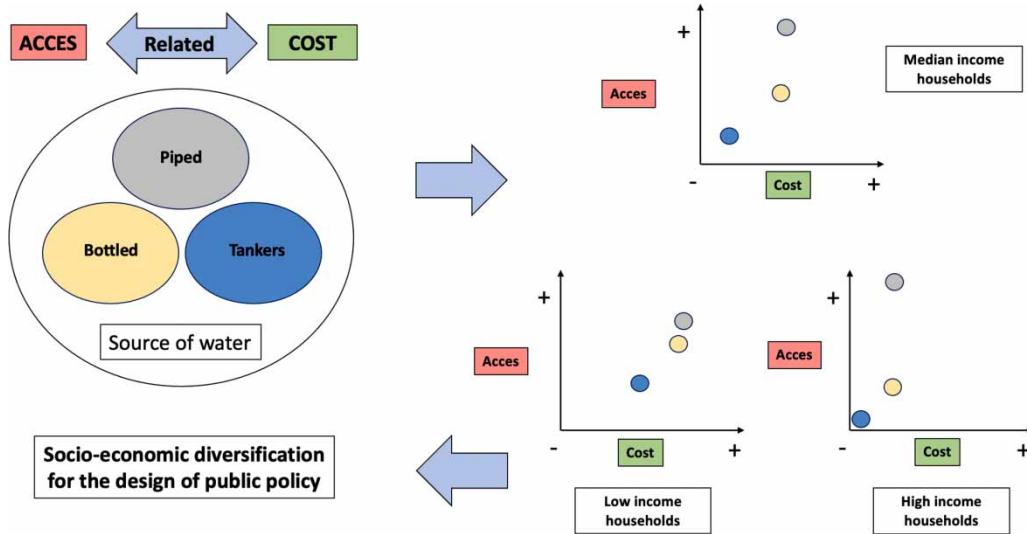 ACCES
Related
COST
Piped
Bottled
Tankers
Source of water
+
Acces
-
Cost
+
Median income
households
+
Acces
-
Cost
+
Low income
households
+
Acces
-
Cost
+
High income
households
Socio-economic diversification
for the design of public policy